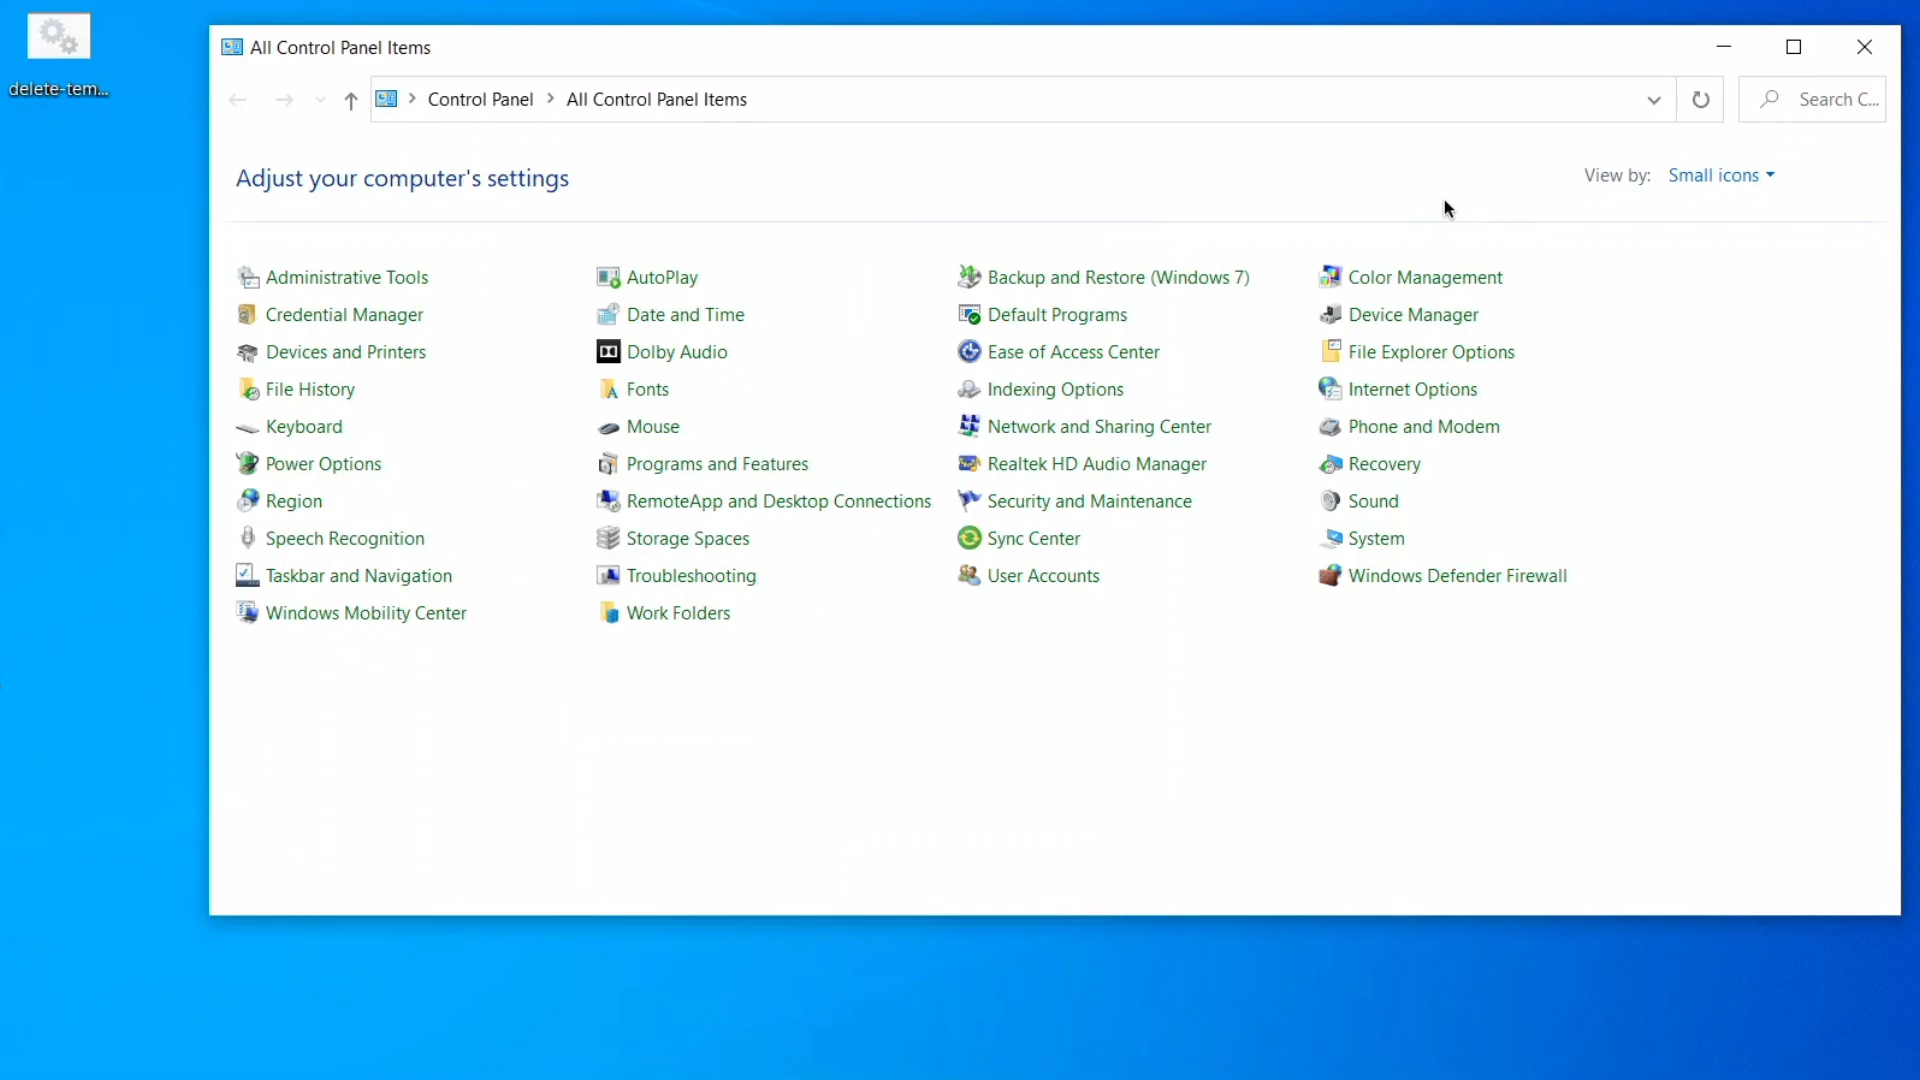 delete-tem...
All Control Panel Items
Control Panel All Control Panel Items
Search C...
Adjust your computer's settings
View by: Small icons
Administrative Tools
AutoPlay
Backup and Restore (Windows 7)
Color Management
Credential Manager
Date and Time
Default Programs
Device Manager
Devices and Printers
Dolby Audio
Ease of Access Center
File Explorer Options
File History
Fonts
Indexing Options
Internet Options
Keyboard
Mouse
Network and Sharing Center
Phone and Modem
Power Options
Programs and Features
Realtek HD Audio Manager
Recovery
Region
RemoteApp and Desktop Connections
Security and Maintenance
Sound
Speech Recognition
Storage Spaces
Sync Center
System
Taskbar and Navigation
Troubleshooting
User Accounts
Windows Defender Firewall
Windows Mobility Center
Work Folders